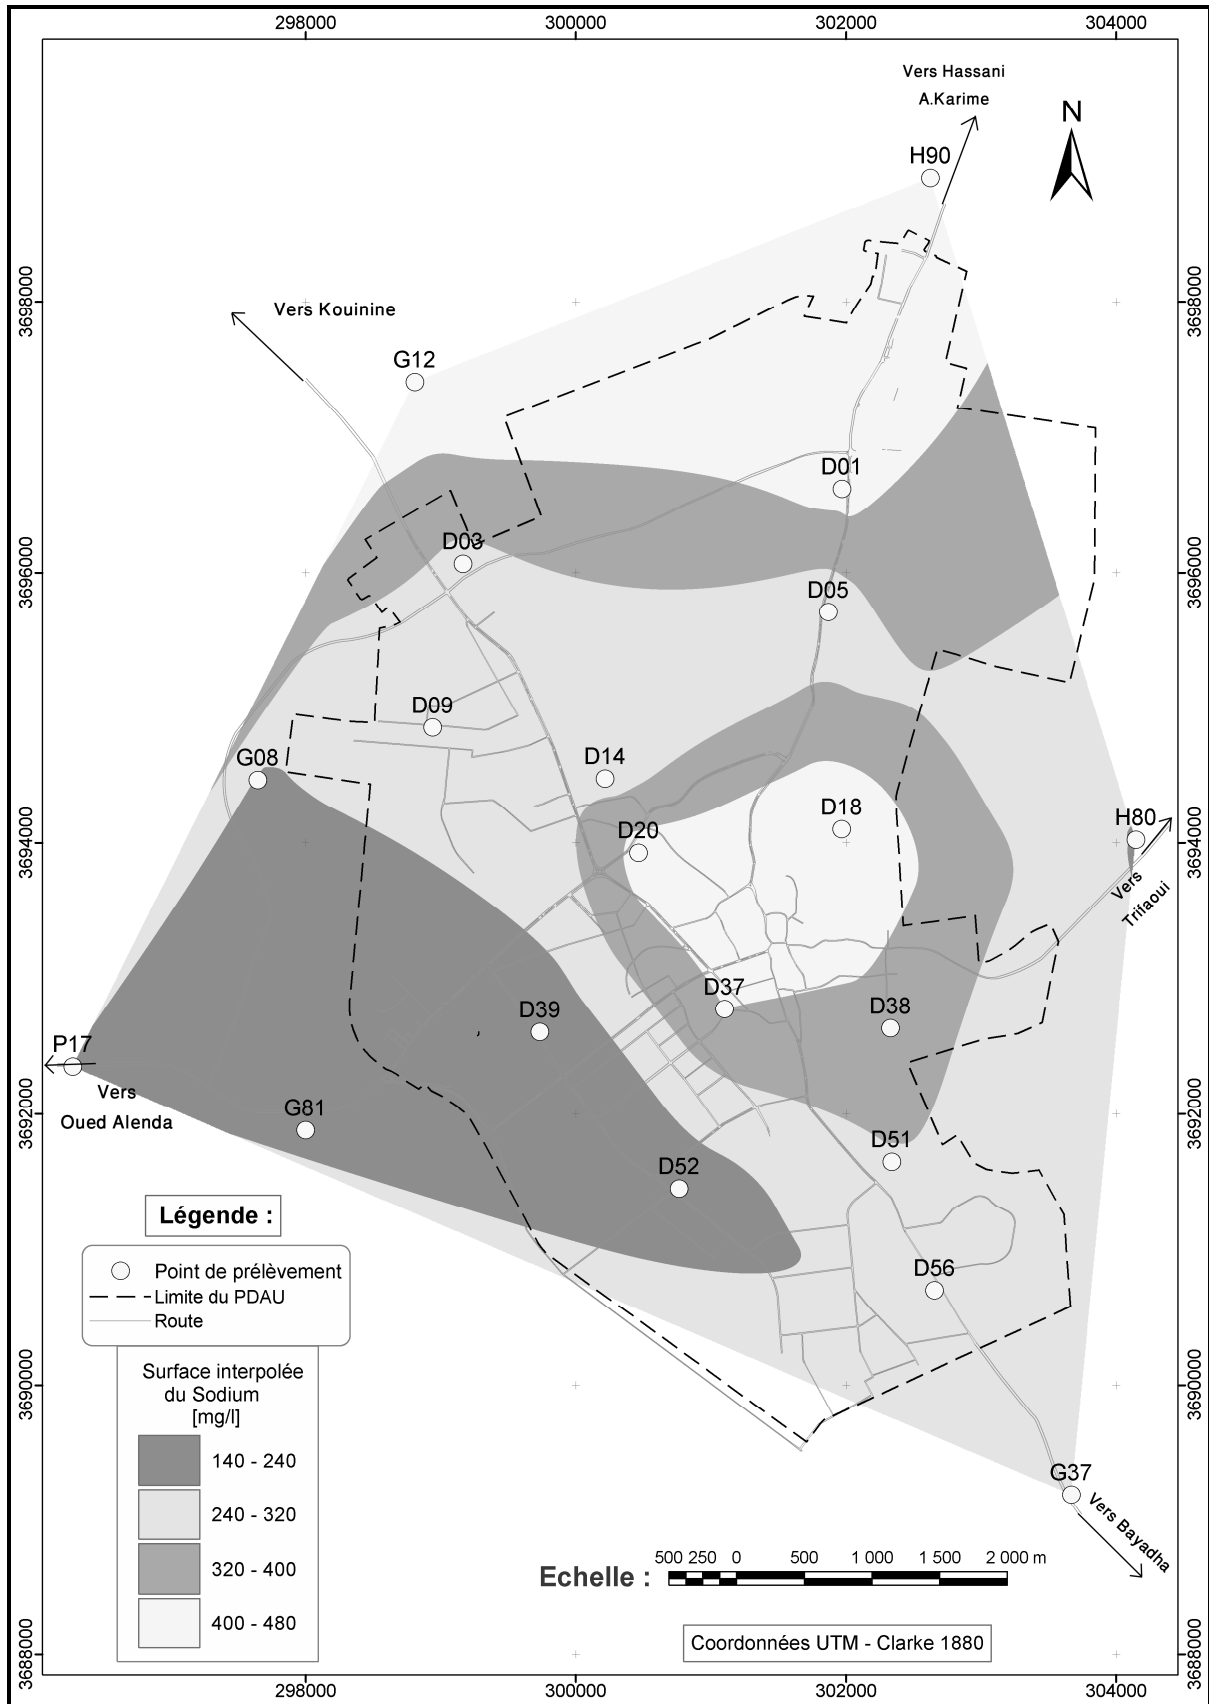 298000
300000
302000
304000
Vers Hassani
A.Karime
N
H90
3698000
3698000
Vers Kouinine
G12
D01
D03
3696000
3696000
D05
D09
G08
D14
D18
H80
3694000
3694000
D20
Vers
Trifaoui
D37
D38
D39
P17
Vers
Oued Alenda
G81
3692000
3692000
D51
D52
Légende :
D56
Point de prélèvement
Limite du PDAU
Route
Surface interpolée
du Sodium
[mg/l]
140 - 240
240 - 320
320 - 400
400 - 480
3690000
3690000
G37
Vers Bayadha
Echelle :
500 250 0 500 1 000 1 500 2 000 m
Coordonnées UTM - Clarke 1880
3688000
3688000
298000
300000
302000
304000